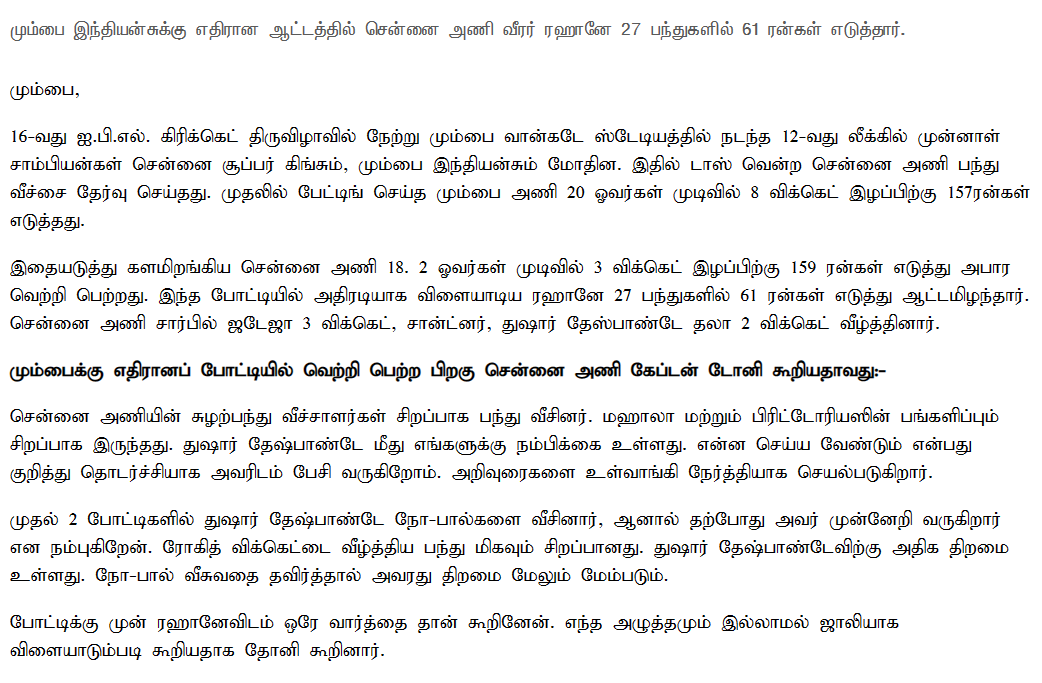 மும்பை இந்தியன்சுக்கு எதிரான ஆட்டத்தில் சென்னை அணி வீரர் ரஹானே 27 பந்துகளில் 61 ரன்கள் எடுத்தார்.
மும்பை,
16-வது ஐ.பி.எல். கிரிக்கெட் திருவிழாவில் நேற்று மும்பை வான்கடே ஸ்டேடியத்தில் நடந்த 12-வது லீக்கில் முன்னாள்
சாம்பியன்கள் சென்னை சூப்பர் கிங்சும், மும்பை இந்தியன்சும் மோதின. இதில் டாஸ் வென்ற சென்னை அணி பந்து
வீச்சை தேர்வு செய்தது. முதலில் பேட்டிங் செய்த மும்பை அணி 20 ஓவர்கள் முடிவில் 8 விக்கெட் இழப்பிற்கு 157ரன்கள்
எடுத்தது.
இதையடுத்து களமிறங்கிய சென்னை அணி 18. 2 ஓவர்கள் முடிவில் 3 விக்கெட் இழப்பிற்கு 159 ரன்கள் எடுத்து அபார
வெற்றி பெற்றது. இந்த போட்டியில் அதிரடியாக விளையாடிய ரஹானே 27 பந்துகளில் 61 ரன்கள் எடுத்து ஆட்டமிழந்தார்.
சென்னை அணி சார்பில் ஜடேஜா 3 விக்கெட், சான்ட்னர், துஷார் தேஸ்பாண்டே தலா 2 விக்கெட் வீழ்த்தினார்.
மும்பைக்கு எதிரானப் போட்டியில் வெற்றி பெற்ற பிறகு சென்னை அணி கேப்டன் டோனி கூறியதாவது:-
சென்னை அணியின் சுழற்பந்து வீச்சாளர்கள் சிறப்பாக பந்து வீசினர். மஹாலா மற்றும் பிரிட்டோரியஸின் பங்களிப்பும்
சிறப்பாக இருந்தது. துஷார் தேஷ்பாண்டே மீது எங்களுக்கு நம்பிக்கை உள்ளது. என்ன செய்ய வேண்டும் என்பது
குறித்து தொடர்ச்சியாக அவரிடம் பேசி வருகிறோம். அறிவுரைகளை உள்வாங்கி நேர்த்தியாக செயல்படுகிறார்.
முதல் 2 போட்டிகளில் துஷார் தேஷ்பாண்டே நோ-பால்களை வீசினார், ஆனால் தற்போது அவர் முன்னேறி வருகிறார்
என நம்புகிறேன். ரோகித் விக்கெட்டை வீழ்த்திய பந்து மிகவும் சிறப்பானது. துஷார் தேஷ்பாண்டேவிற்கு அதிக திறமை
உள்ளது. நோ-பால் வீசுவதை தவிர்த்தால் அவரது திறமை மேலும் மேம்படும்.
போட்டிக்கு முன் ரஹானேவிடம் ஒரே வார்த்தை தான் கூறினேன். எந்த அழுத்தமும் இல்லாமல் ஜாலியாக
விளையாடும்படி கூறியதாக தோனி கூறினார்.